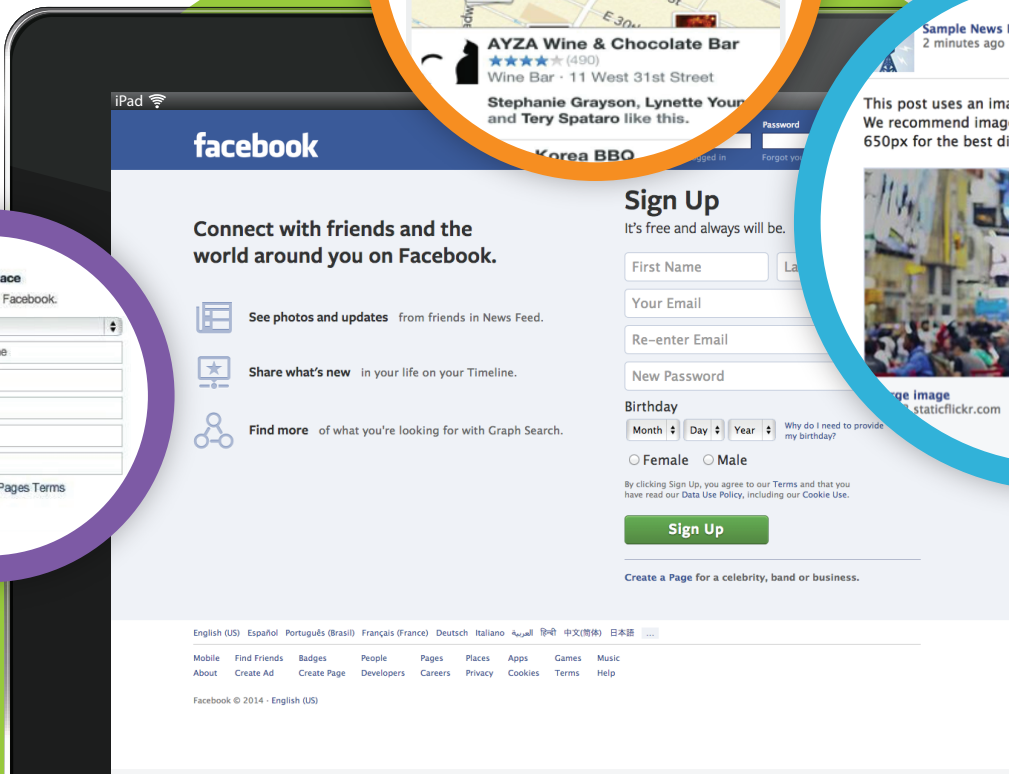 E 30
AYZA Wine & Chocolate Bar
(490)
Wine Bar · 11 West 31st Street
Stephanie Grayson, Lynette
and Tery Spataro like this.
Korea BBQ
Sample News
2 minutes ago
This post uses an
We recommend
650px for the best
image
staticflickr.com
iPad
facebook
Password
Forgot
in
Connect with friends and the
world around you on Facebook.
See photos and updates from friends in News Feed.
Share what's new in your life on your Timeline.
Find more of what you're looking for with Graph Search.
Facebook.
Pages Terms
Sign Up
It's free and always will be.
First Name
Your Email
Re-enter Email
New Password
Birthday
Month Day Year Why do I need to provide
my birthday?
Female Male
By clicking Sign Up, you agree to our Terms and that you
have read our Data Use Policy, including our Cookie Use.
Sign Up
Create a Page for a celebrity, band or business.
English (US) Español Português (Brasil) Français (France) Deutsch Italiano العربية हिन्दी 中文(简体) 日本語 ...
Mobile Find Friends Badges People Pages Places Apps Games Music
About Create Ad Create Page Developers Careers Privacy Cookies Terms Help
Facebook © 2014 · English (US)